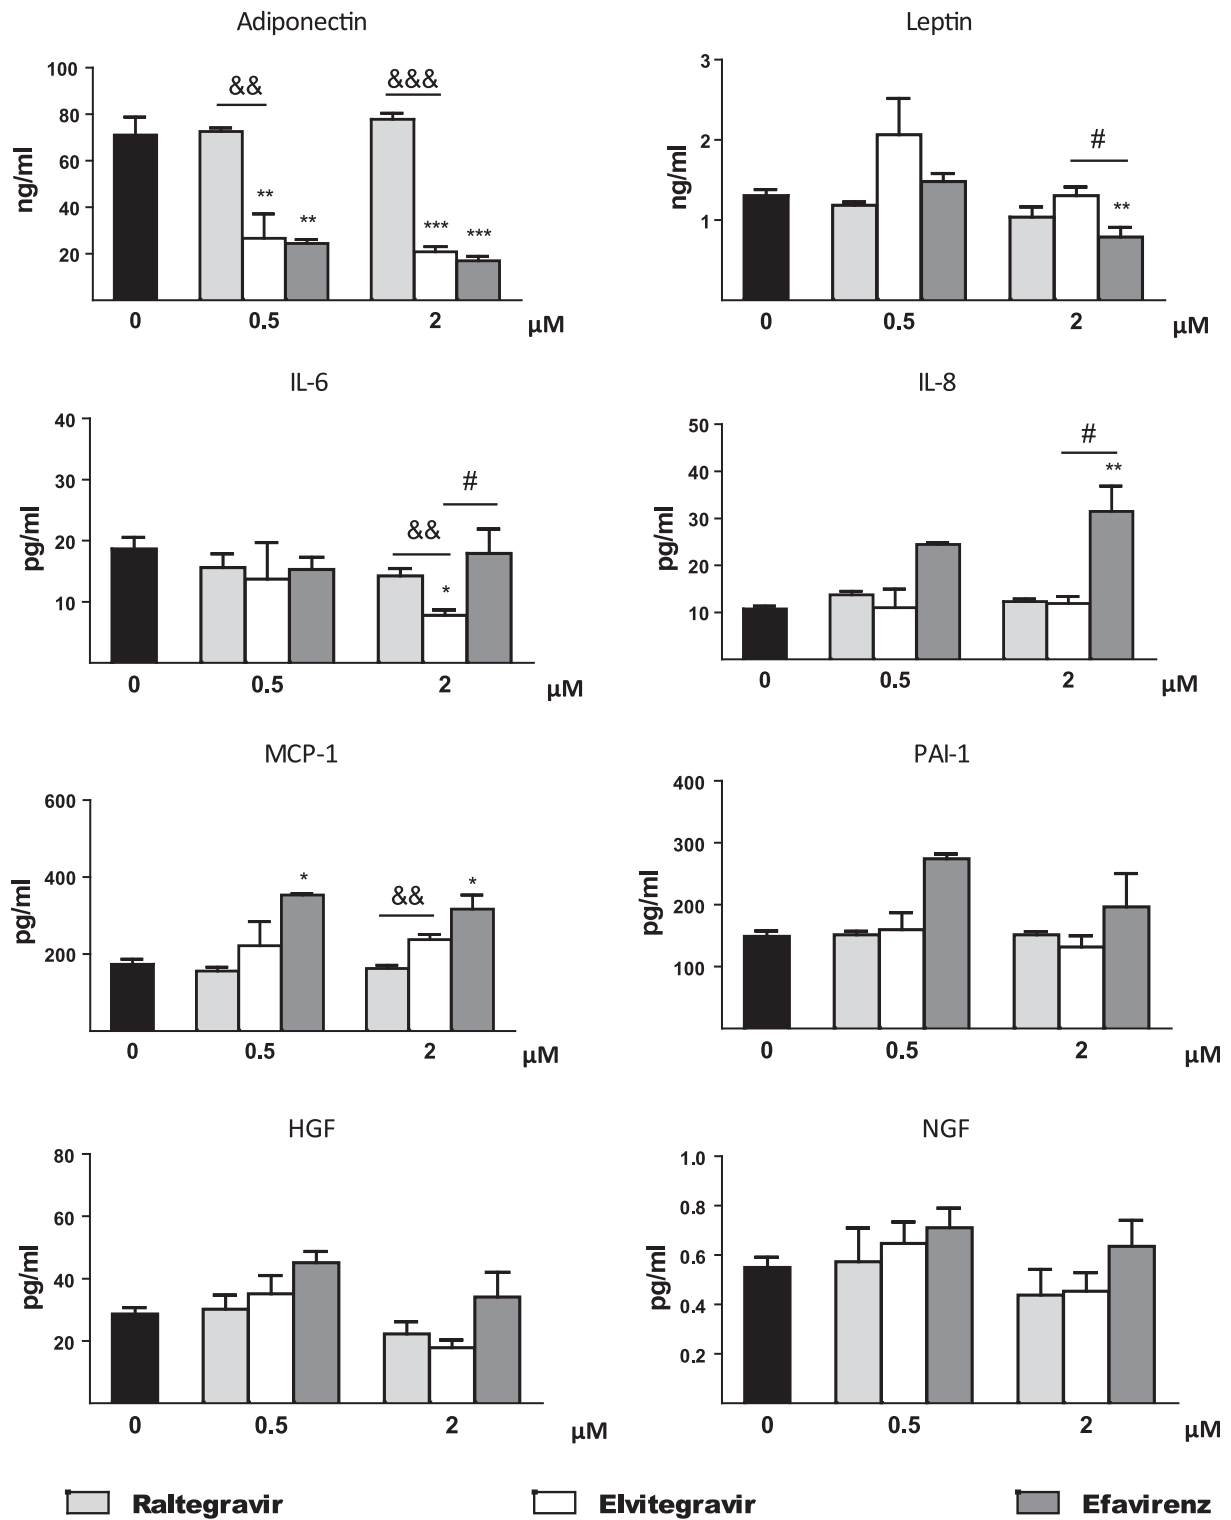 Adiponectin
100
80
60
40
20
ng/ml
&&
&&&
**
**
***
***
0 0.5 2 µM
Leptin
3
2
1
ng/ml
#
**
0 0.5 2 µM
IL-6
40
30
20
10
pg/ml
#
&&
*
0 0.5 2 µM
IL-8
50
40
30
20
10
pg/ml
#
**
0 0.5 2 µM
MCP-1
600
400
200
pg/ml
*
&&
*
0 0.5 2 µM
PAI-1
400
300
200
100
pg/ml
0 0.5 2 µM
HGF
80
60
40
20
pg/ml
0 0.5 2 µM
NGF
1.0
0.8
0.6
0.4
0.2
pg/ml
0 0.5 2 µM
Raltegravir Elvitegravir Efavirenz